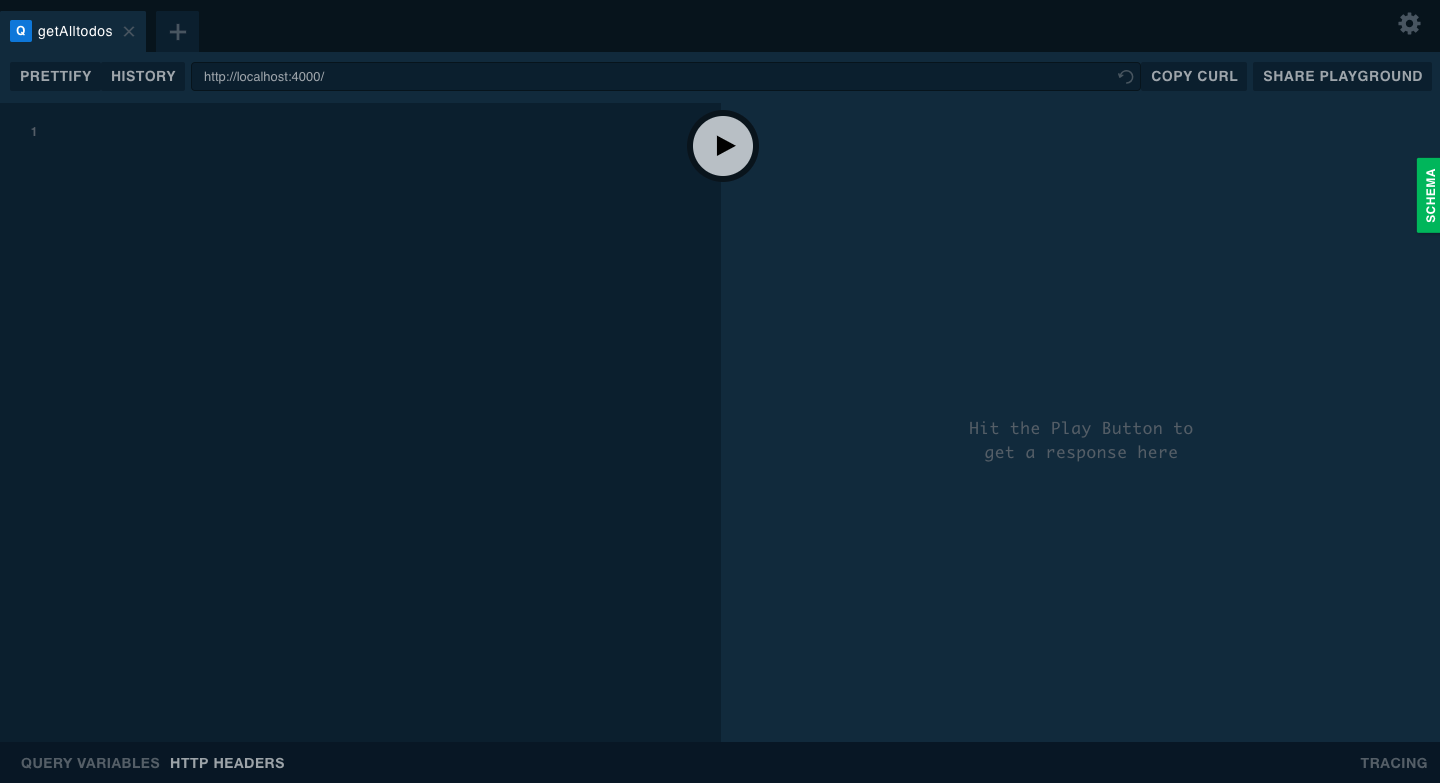 Q getAlltodos
PRETTIFY HISTORY http://localhost:4000/ COPY CURL SHARE PLAYGROUND
1
SCHEMA
Hit the Play Button to
get a response here
QUERY VARIABLES HTTP HEADERS TRACING